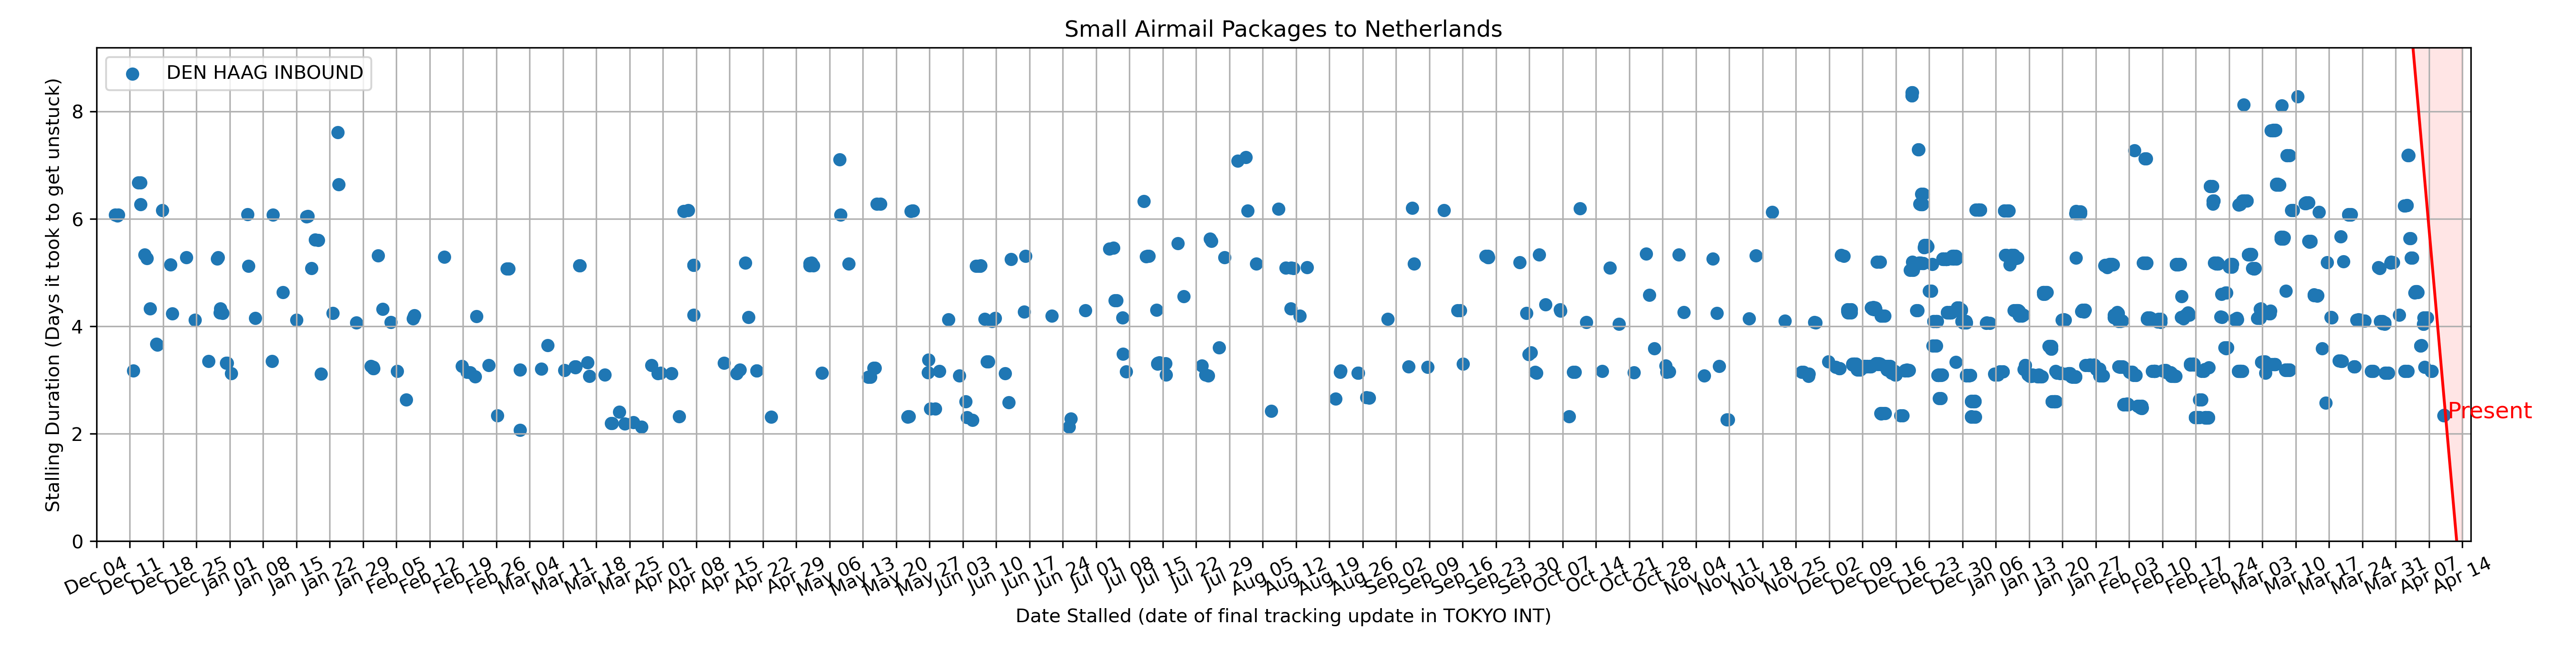 Small Airmail Packages to Netherlands
DEN HAAG INBOUND
Stalling Duration (Days it took to get unstuck)
8
6
4
2
0
Present
Dec 04
Dec 11
Dec 18
Dec 25
Jan 01
Jan 08
Jan 15
Jan 22
Jan 29
Feb 05
Feb 12
Feb 19
Feb 26
Mar 04
Mar 11
Mar 18
Mar 25
Apr 01
Apr 08
Apr 15
Apr 22
Apr 29
May 06
May 13
May 20
May 27
Jun 03
Jun 10
Jun 17
Jun 24
Jul 01
Jul 08
Jul 15
Jul 22
Jul 29
Aug 05
Aug 12
Aug 19
Aug 26
Sep 02
Sep 09
Sep 16
Sep 23
Sep 30
Oct 07
Oct 14
Oct 21
Oct 28
Nov 04
Nov 11
Nov 18
Nov 25
Dec 02
Dec 09
Dec 16
Dec 23
Dec 30
Jan 06
Jan 13
Jan 20
Jan 27
Feb 03
Feb 10
Feb 17
Feb 24
Mar 03
Mar 10
Mar 17
Mar 24
Mar 31
Apr 07
Apr 14
Date Stalled (date of final tracking update in TOKYO INT)